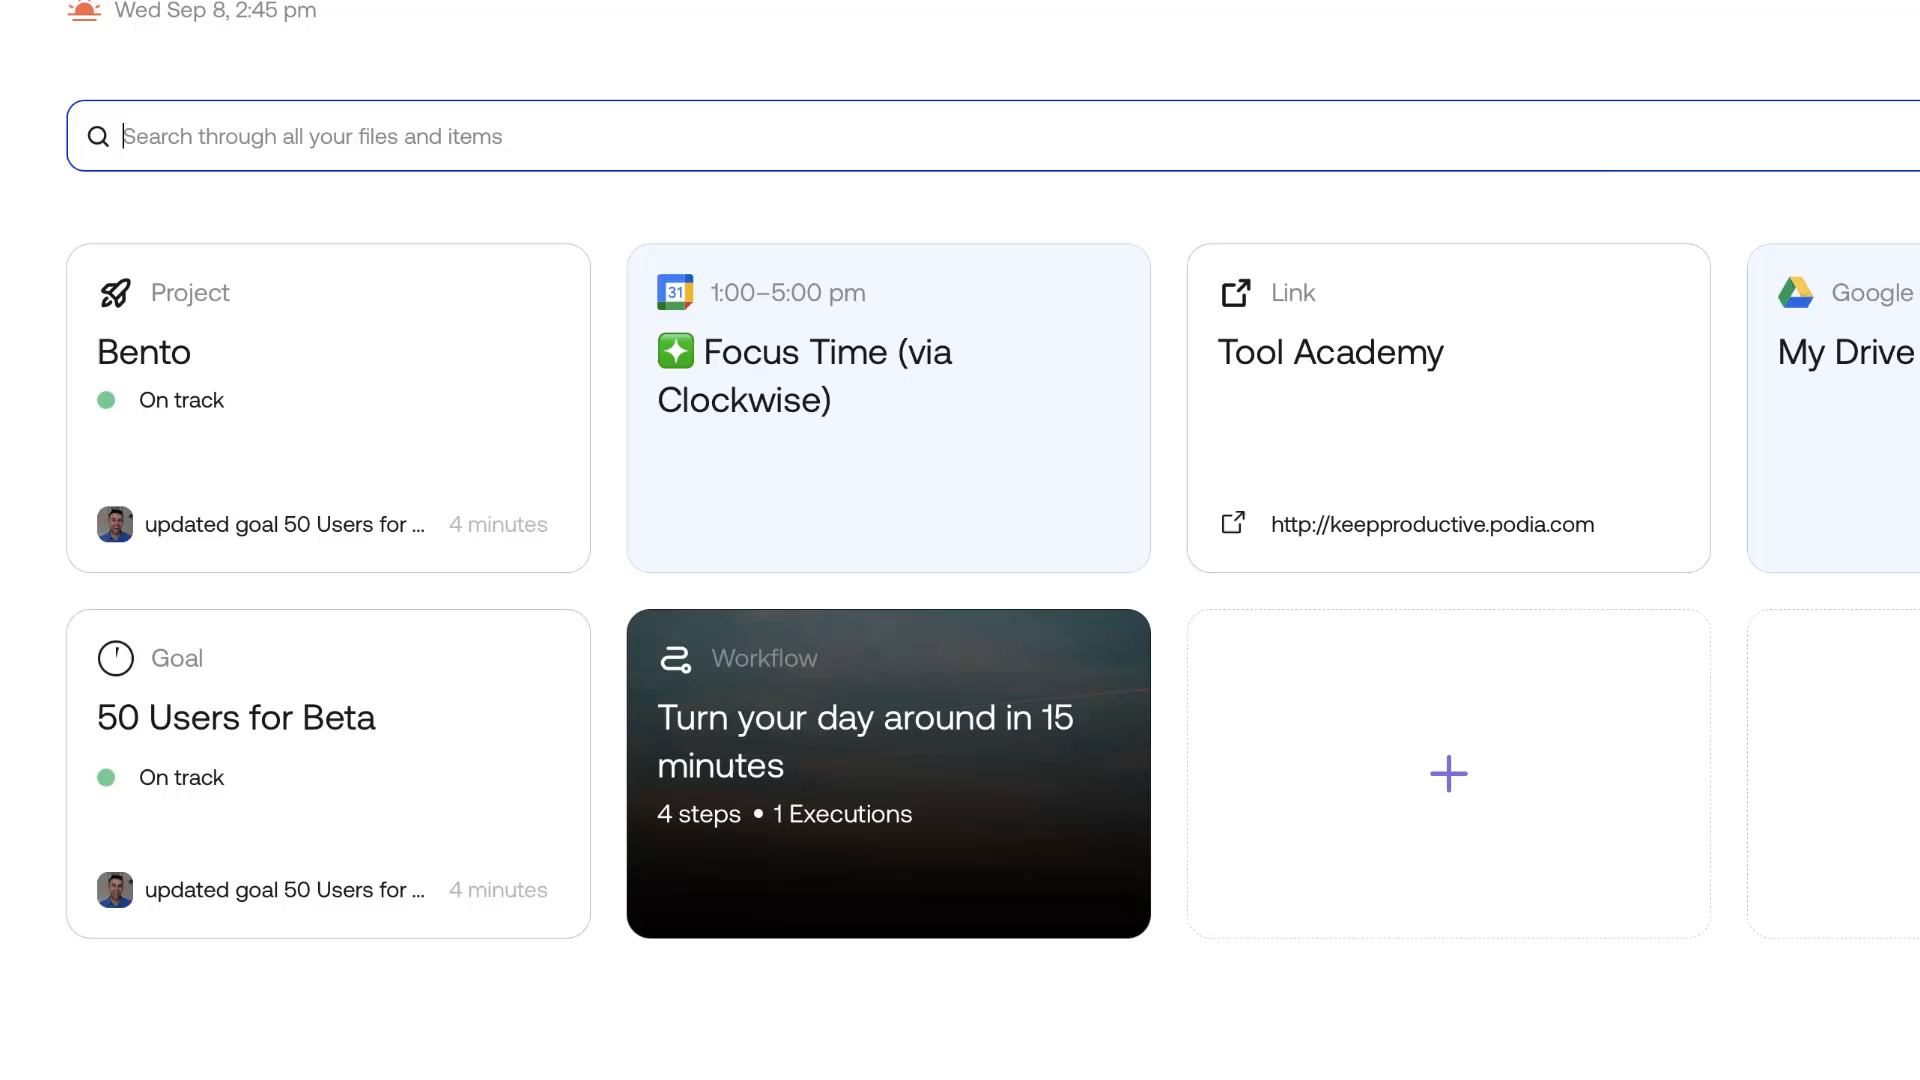 Wed Sep 8, 2:45 pm
Search through all your files and items
Project
Bento
On track
updated goal 50 Users for ...
4 minutes
31
1:00–5:00 pm
Focus Time (via
Clockwise)
Link
Tool Academy
http://keepproductive.podia.com
Google
My Drive
Goal
50 Users for Beta
On track
updated goal 50 Users for ...
4 minutes
Workflow
Turn your day around in 15
minutes
4 steps • 1 Executions